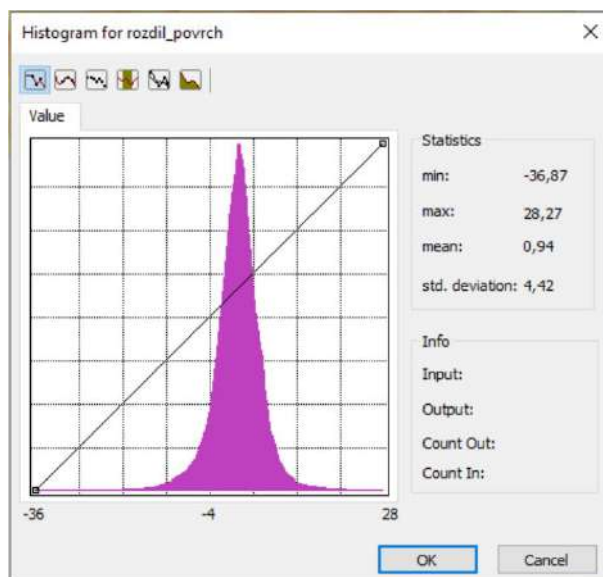 Histogram for rozdil_povrch
Value
-36
-4
28
Statistics
min: -36,87
max: 28,27
mean: 0,94
std. deviation: 4,42
Info
Input:
Output:
Count Out:
Count In:
OK
Cancel